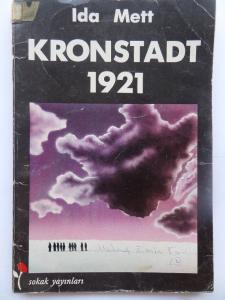 Ida Mett
KRONSTADT
1921
sokak yayınları